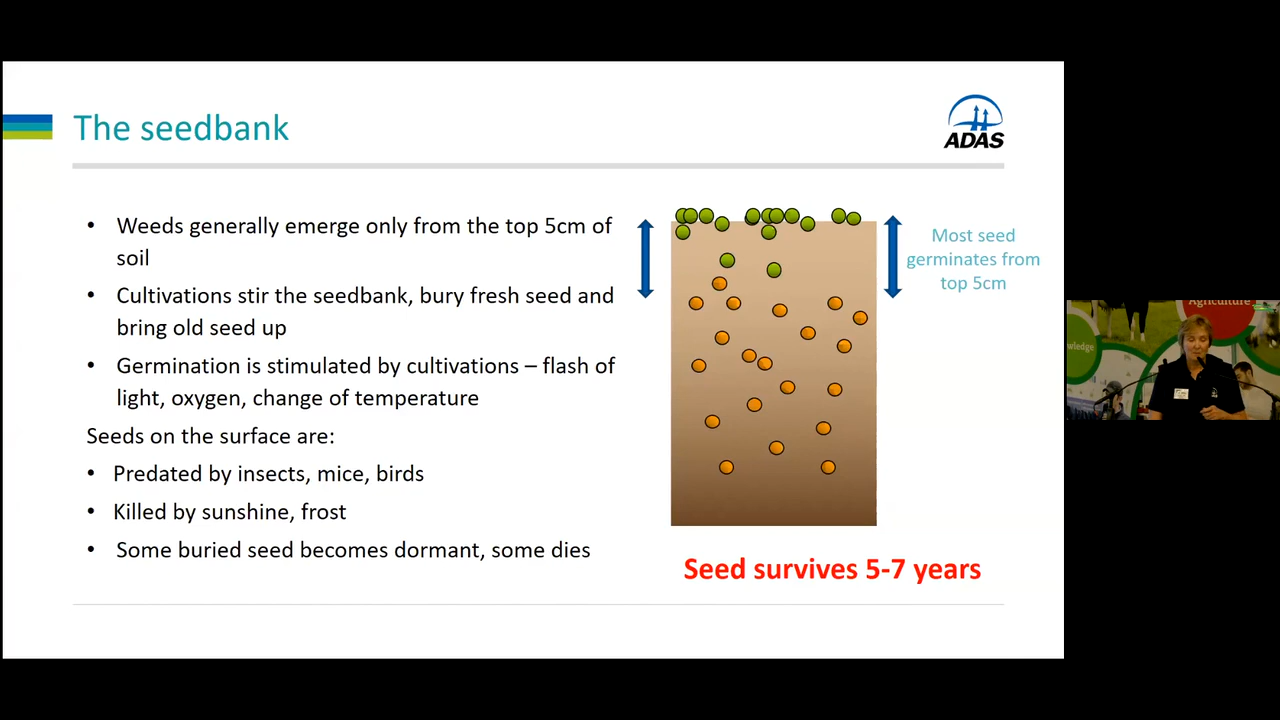 The seedbank
ADAS
• Weeds generally emerge only from the top 5cm of
soil
• Cultivations stir the seedbank, bury fresh seed and
bring old seed up
• Germination is stimulated by cultivations – flash of
light, oxygen, change of temperature
Seeds on the surface are:
• Predated by insects, mice, birds
• Killed by sunshine, frost
• Some buried seed becomes dormant, some dies
Most seed
germinates from
top 5cm
Seed survives 5-7 years
Agriculture
wledge